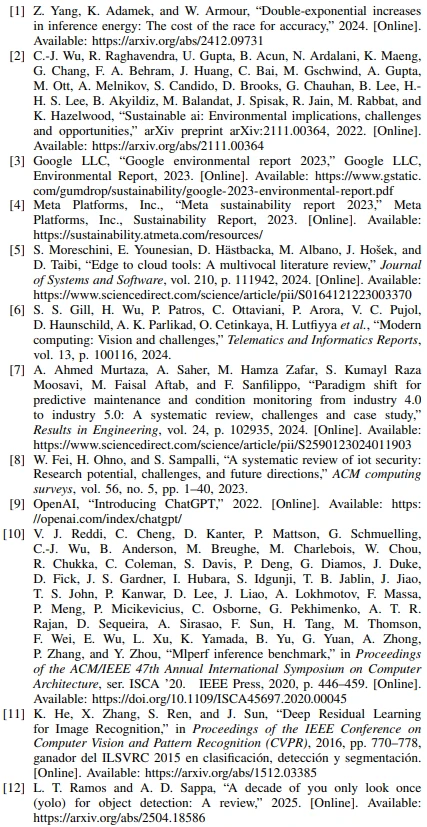 [1] Z. Yang, K. Adamek, and W. Armour, “Double-exponential increases
in inference energy: The cost of the race for accuracy,” 2024. [Online].
Available: https://arxiv.org/abs/2412.09731
[2] C.-J. Wu, R. Raghavendra, U. Gupta, B. Acun, N. Ardalani, K. Maeng,
G. Chang, F. A. Behram, J. Huang, C. Bai, M. Gschwind, A. Gupta,
M. Ott, A. Melnikov, S. Candido, D. Brooks, G. Chauhan, B. Lee, H.-
H. S. Lee, B. Akyildiz, M. Balandat, J. Spisak, R. Jain, M. Rabbat, and
K. Hazelwood, “Sustainable ai: Environmental implications, challenges
and opportunities,” arXiv preprint arXiv:2111.00364, 2022. [Online].
Available: https://arxiv.org/abs/2111.00364
[3] Google LLC, “Google environmental report 2023,” Google LLC,
Environmental Report, 2023. [Online]. Available: https://www.gstatic.
com/gumdrop/sustainability/google-2023-environmental-report.pdf
[4] Meta Platforms, Inc., “Meta sustainability report 2023,” Meta
Platforms, Inc., Sustainability Report, 2023. [Online]. Available:
https://sustainability.atmeta.com/resources/
[5] S. Moreschini, E. Younesian, D. Hästbacka, M. Albano, J. Hošek, and
D. Taibi, “Edge to cloud tools: A multivocal literature review,” Journal
of Systems and Software, vol. 210, p. 111942, 2024. [Online]. Available:
https://www.sciencedirect.com/science/article/pii/S0164121223003370
[6] S. S. Gill, H. Wu, P. Patros, C. Ottaviani, P. Arora, V. C. Pujol,
D. Haunschild, A. K. Parlikad, O. Cetinkaya, H. Lutfiyya et al., “Modern
computing: Vision and challenges,” Telematics and Informatics Reports,
vol. 13, p. 100116, 2024.
[7] A. Ahmed Murtaza, A. Saher, M. Hamza Zafar, S. Kumayl Raza
Moosavi, M. Faisal Aftab, and F. Sanfilippo, “Paradigm shift for
predictive maintenance and condition monitoring from industry 4.0
to industry 5.0: A systematic review, challenges and case study,”
Results in Engineering, vol. 24, p. 102935, 2024. [Online]. Available:
https://www.sciencedirect.com/science/article/pii/S2590123024011903
[8] W. Fei, H. Ohno, and S. Sampalli, “A systematic review of iot security:
Research potential, challenges, and future directions,” ACM computing
surveys, vol. 56, no. 5, pp. 1–40, 2023.
[9] OpenAI, “Introducing ChatGPT,” 2022. [Online]. Available: https:
//openai.com/index/chatgpt/
[10] V. J. Reddi, C. Cheng, D. Kanter, P. Mattson, G. Schmuelling,
C.-J. Wu, B. Anderson, M. Breughe, M. Charlebois, W. Chou,
R. Chukka, C. Coleman, S. Davis, P. Deng, G. Diamos, J. Duke,
D. Fick, J. S. Gardner, I. Hubara, S. Idgunji, T. B. Jablin, J. Jiao,
T. S. John, P. Kanwar, D. Lee, J. Liao, A. Lokhmotov, F. Massa,
P. Meng, P. Micikevicius, C. Osborne, G. Pekhimenko, A. T. R.
Rajan, D. Sequeira, A. Sirasao, F. Sun, H. Tang, M. Thomson,
F. Wei, E. Wu, L. Xu, K. Yamada, B. Yu, G. Yuan, A. Zhong,
P. Zhang, and Y. Zhou, “Mlperf inference benchmark,” in Proceedings
of the ACM/IEEE 47th Annual International Symposium on Computer
Architecture, ser. ISCA ’20. IEEE Press, 2020, p. 446–459. [Online].
Available: https://doi.org/10.1109/ISCA45697.2020.00045
[11] K. He, X. Zhang, S. Ren, and J. Sun, “Deep Residual Learning
for Image Recognition,” in Proceedings of the IEEE Conference on
Computer Vision and Pattern Recognition (CVPR), 2016, pp. 770–778,
ganador del ILSVRC 2015 en clasificación, detección y segmentación.
[Online]. Available: https://arxiv.org/abs/1512.03385
[12] L. T. Ramos and A. D. Sappa, “A decade of you only look once
(yolo) for object detection: A review,” 2025. [Online]. Available:
https://arxiv.org/abs/2504.18586